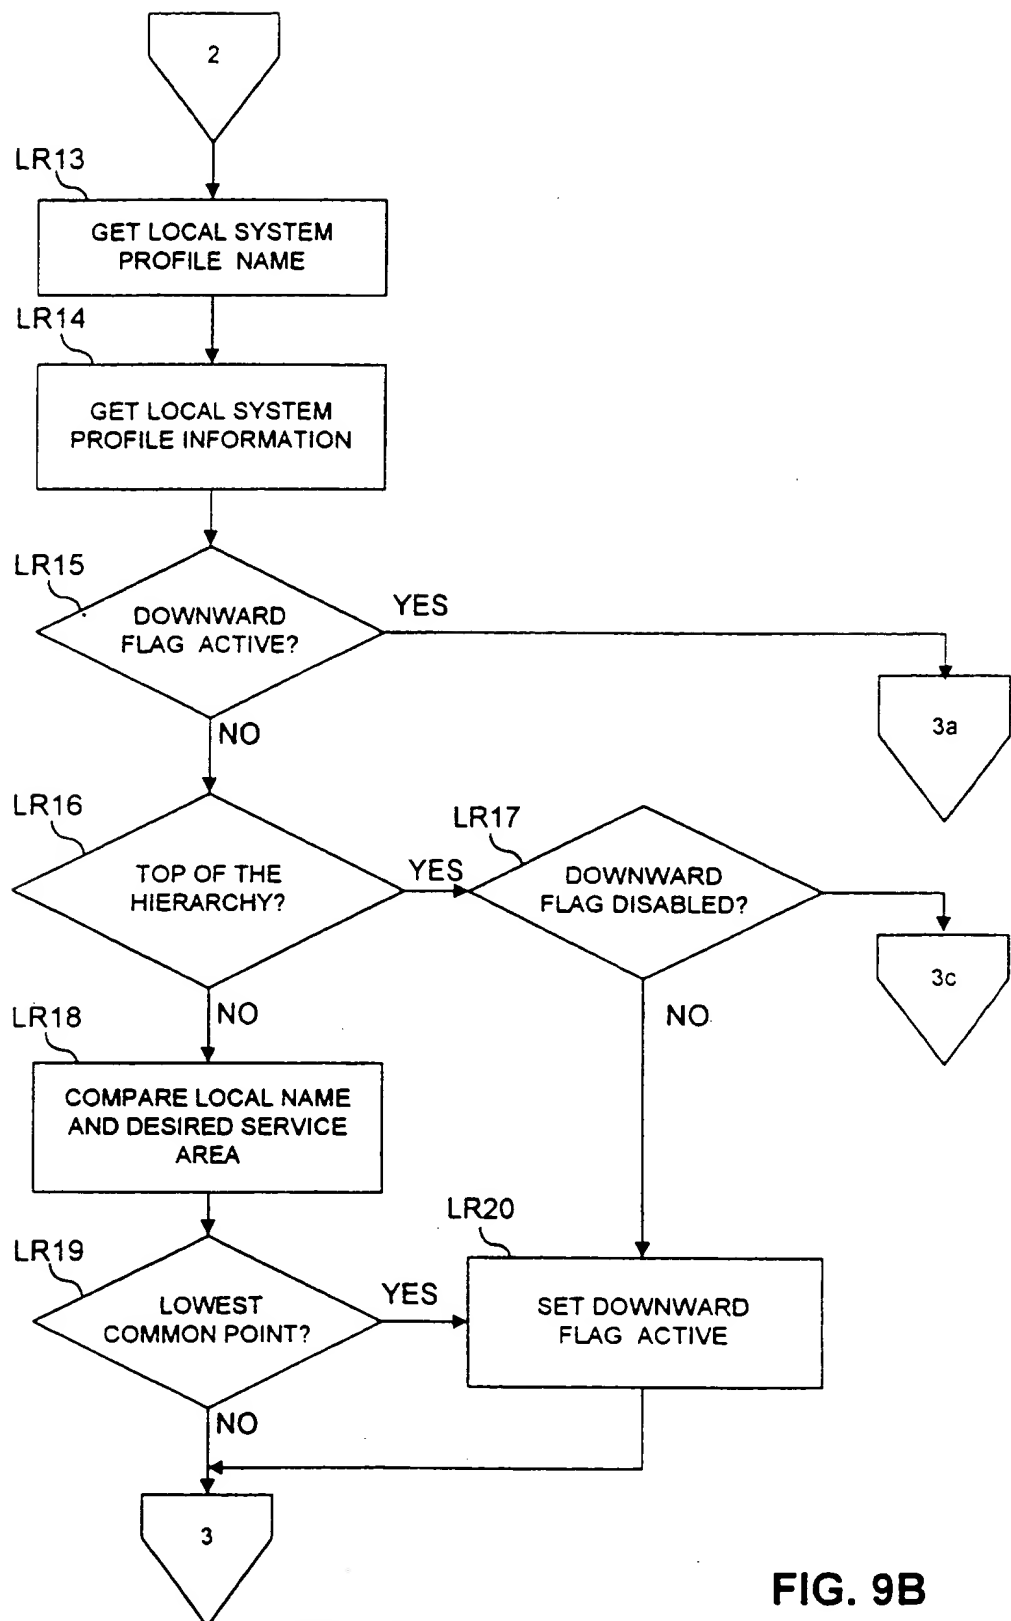 2
LR13
GET LOCAL SYSTEM
PROFILE NAME
LR14
GET LOCAL SYSTEM
PROFILE INFORMATION
LR15
DOWNWARD
FLAG ACTIVE?
YES
3a
NO
LR16
TOP OF THE
HIERARCHY?
YES
LR17
DOWNWARD
FLAG DISABLED?
3c
NO
NO
LR18
COMPARE LOCAL NAME
AND DESIRED SERVICE
AREA
LR19
LOWEST
COMMON POINT?
YES
LR20
SET DOWNWARD
FLAG ACTIVE
NO
3
FIG. 9B